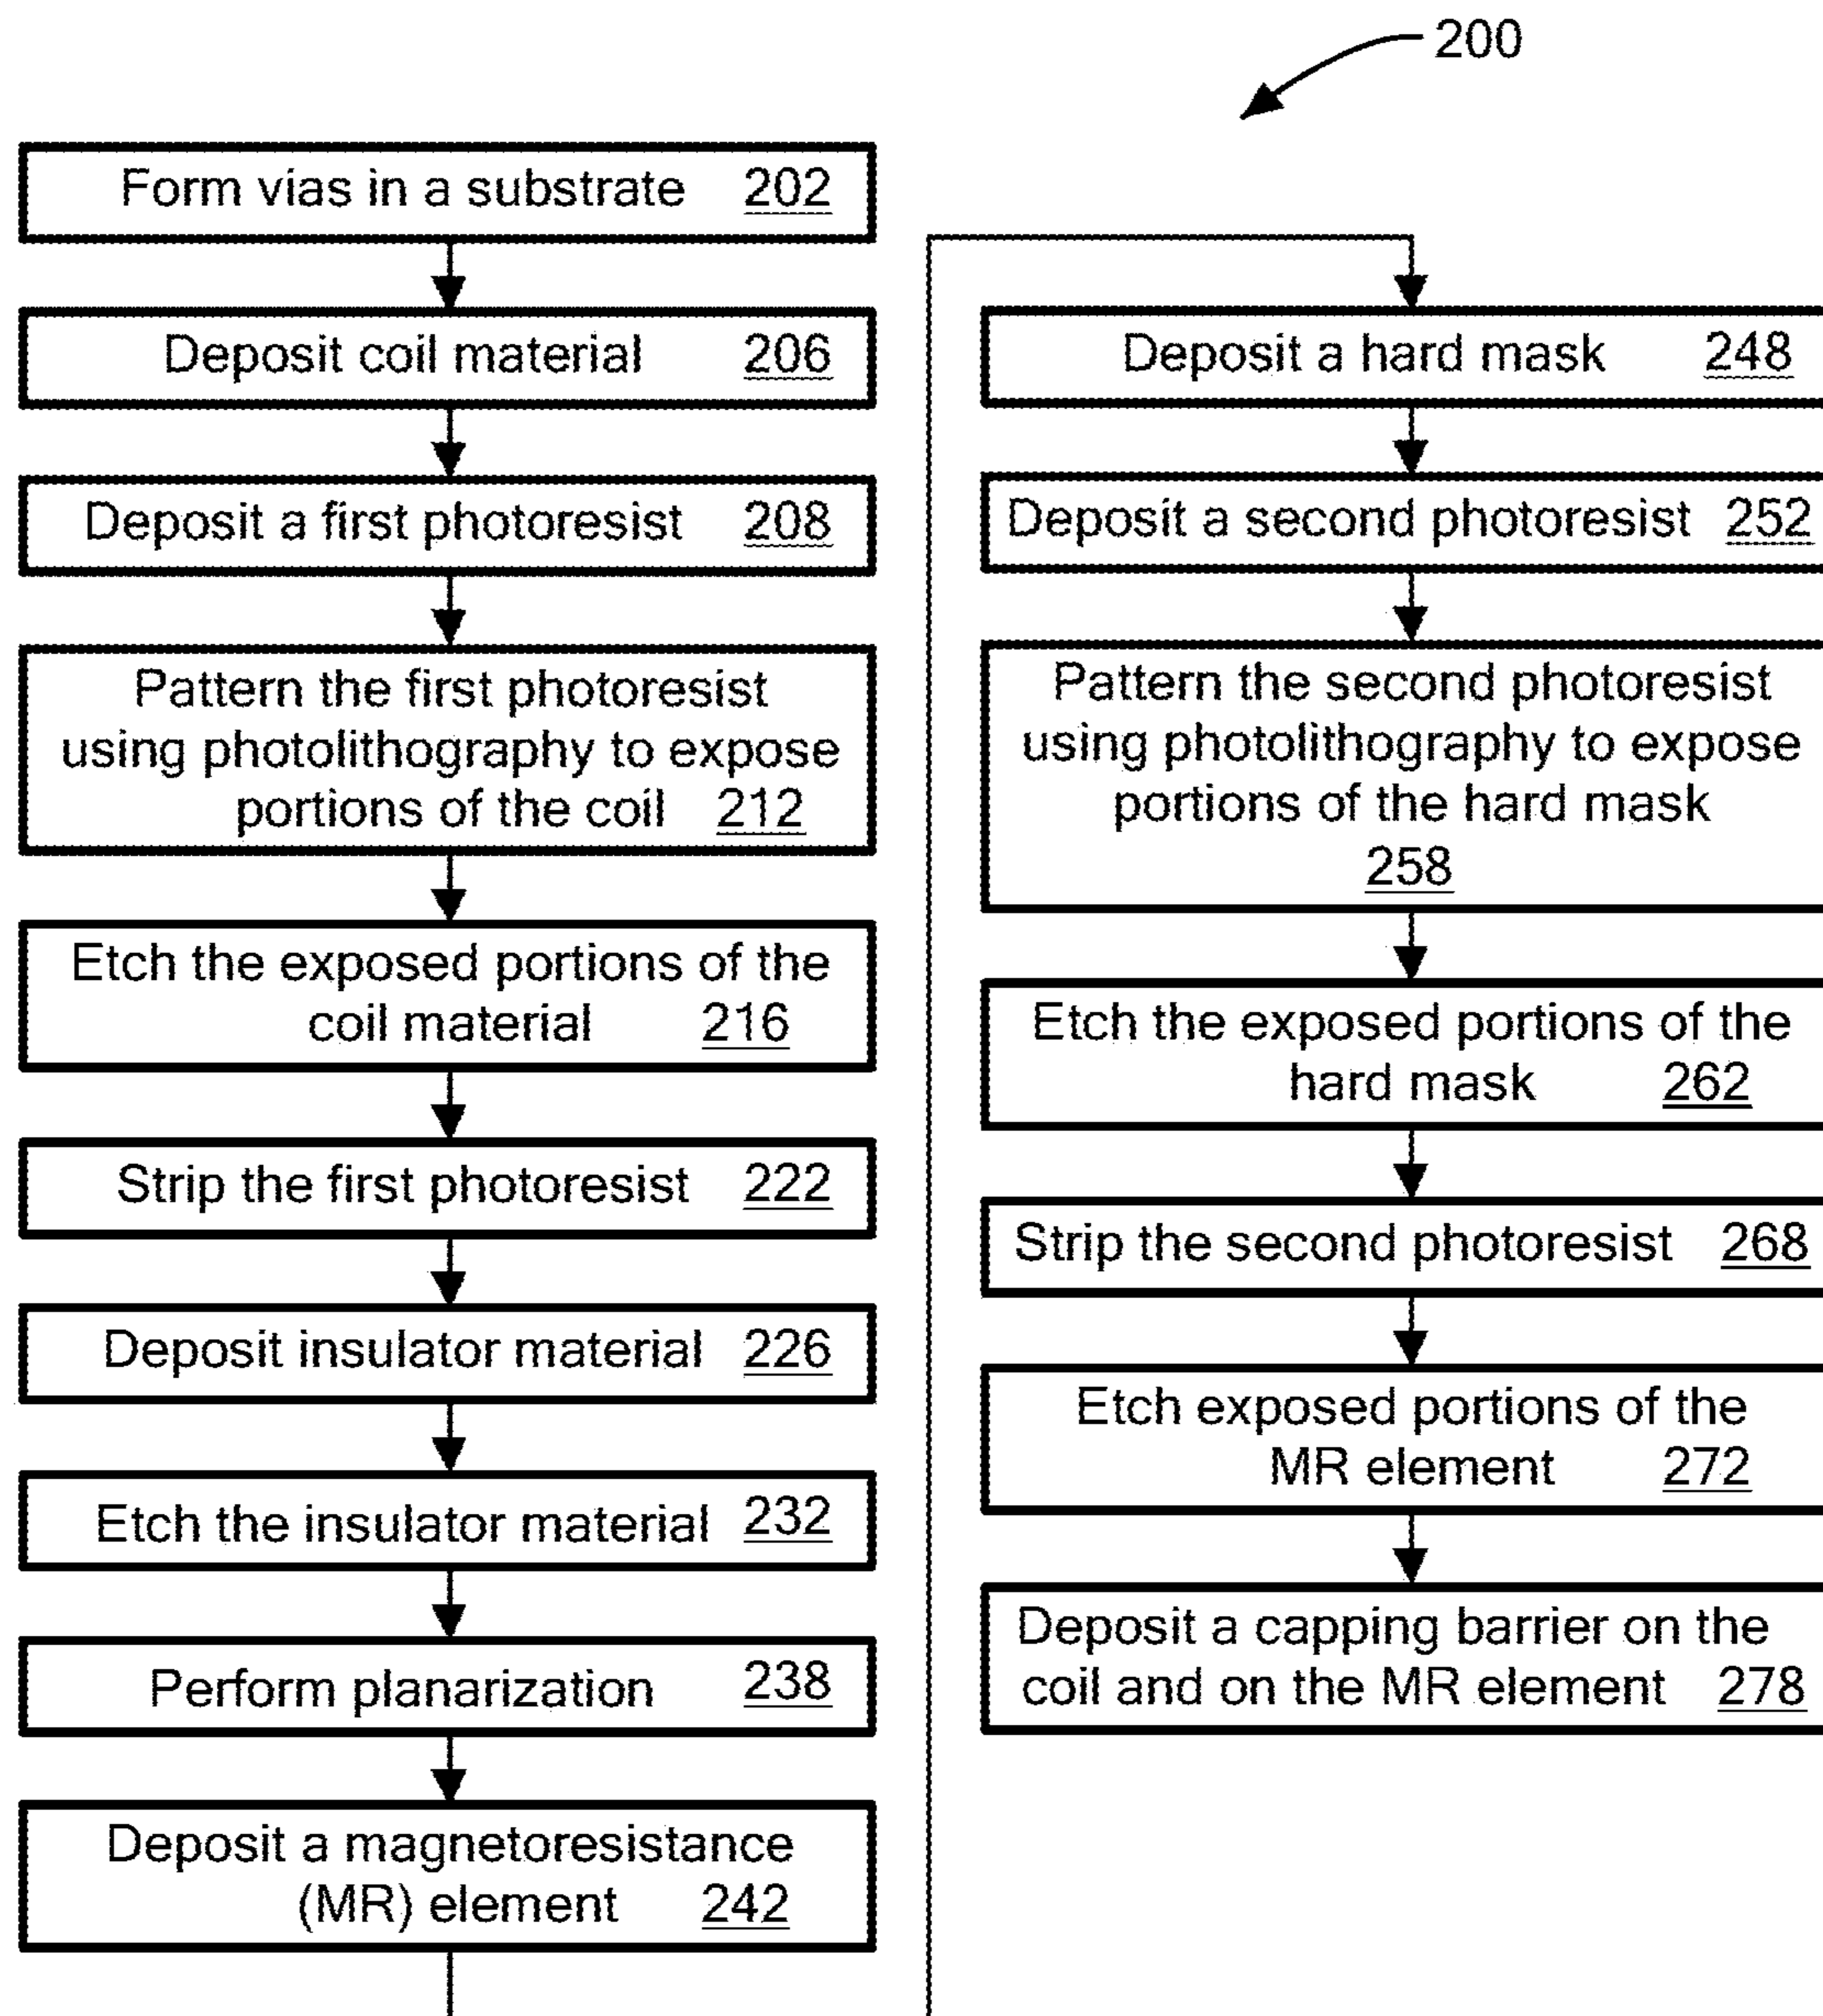 200
Form vias in a substrate 202
Deposit coil material 206
Deposit a first photoresist 208
Pattern the first photoresist
using photolithography to expose
portions of the coil 212
Etch the exposed portions of the
coil material 216
Strip the first photoresist 222
Deposit insulator material 226
Etch the insulator material 232
Perform planarization 238
Deposit a magnetoresistance
(MR) element 242
Deposit a hard mask 248
Deposit a second photoresist 252
Pattern the second photoresist
using photolithography to expose
portions of the hard mask
258
Etch the exposed portions of the
hard mask 262
Strip the second photoresist 268
Etch exposed portions of the
MR element 272
Deposit a capping barrier on the
coil and on the MR element 278